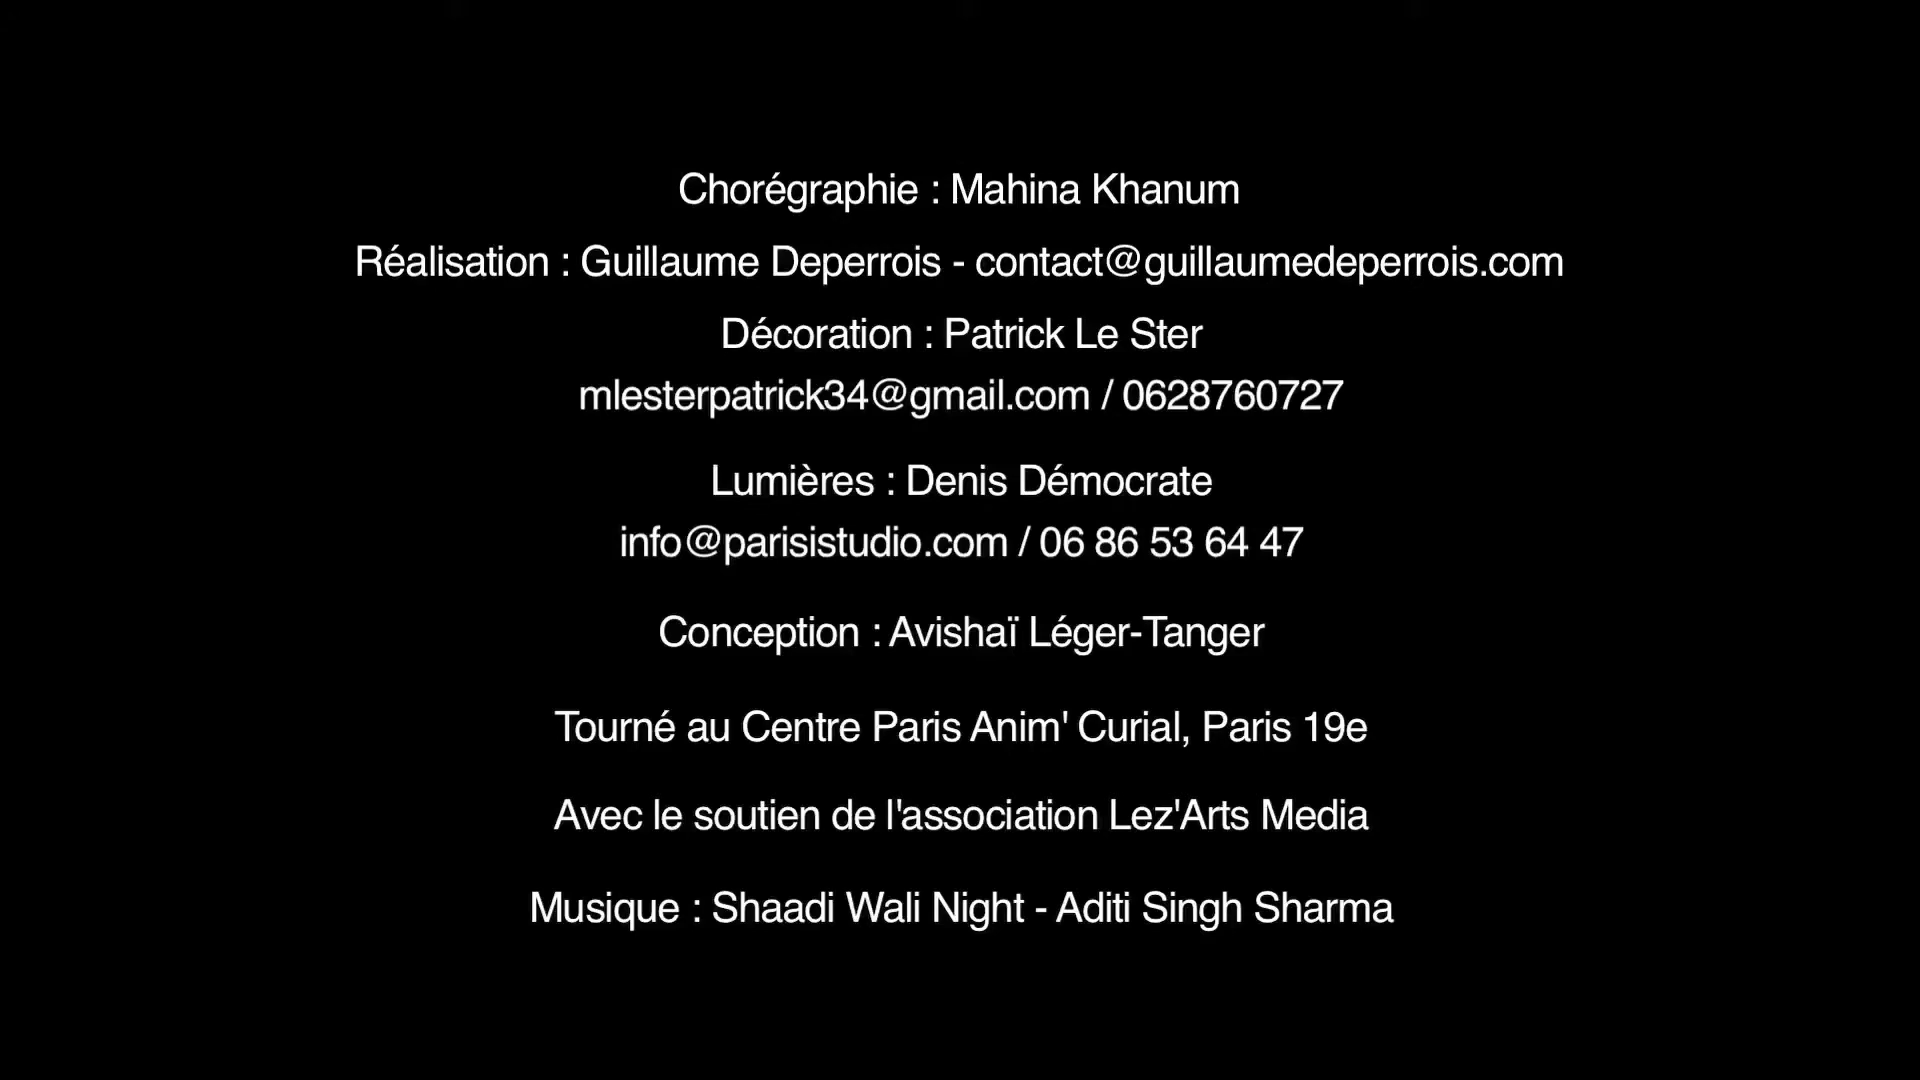 Chorégraphie : Mahina Khanum
Réalisation : Guillaume Deperrois - contact@guillaumedeperrois.com
Décoration : Patrick Le Ster
mlesterpatrick34@gmail.com / 0628760727
Lumières : Denis Démocrate
info@parisistudio.com / 06 86 53 64 47
Conception : Avishaï Léger-Tanger
Tourné au Centre Paris Anim' Curial, Paris 19e
Avec le soutien de l'association Lez'Arts Media
Musique : Shaadi Wali Night - Aditi Singh Sharma